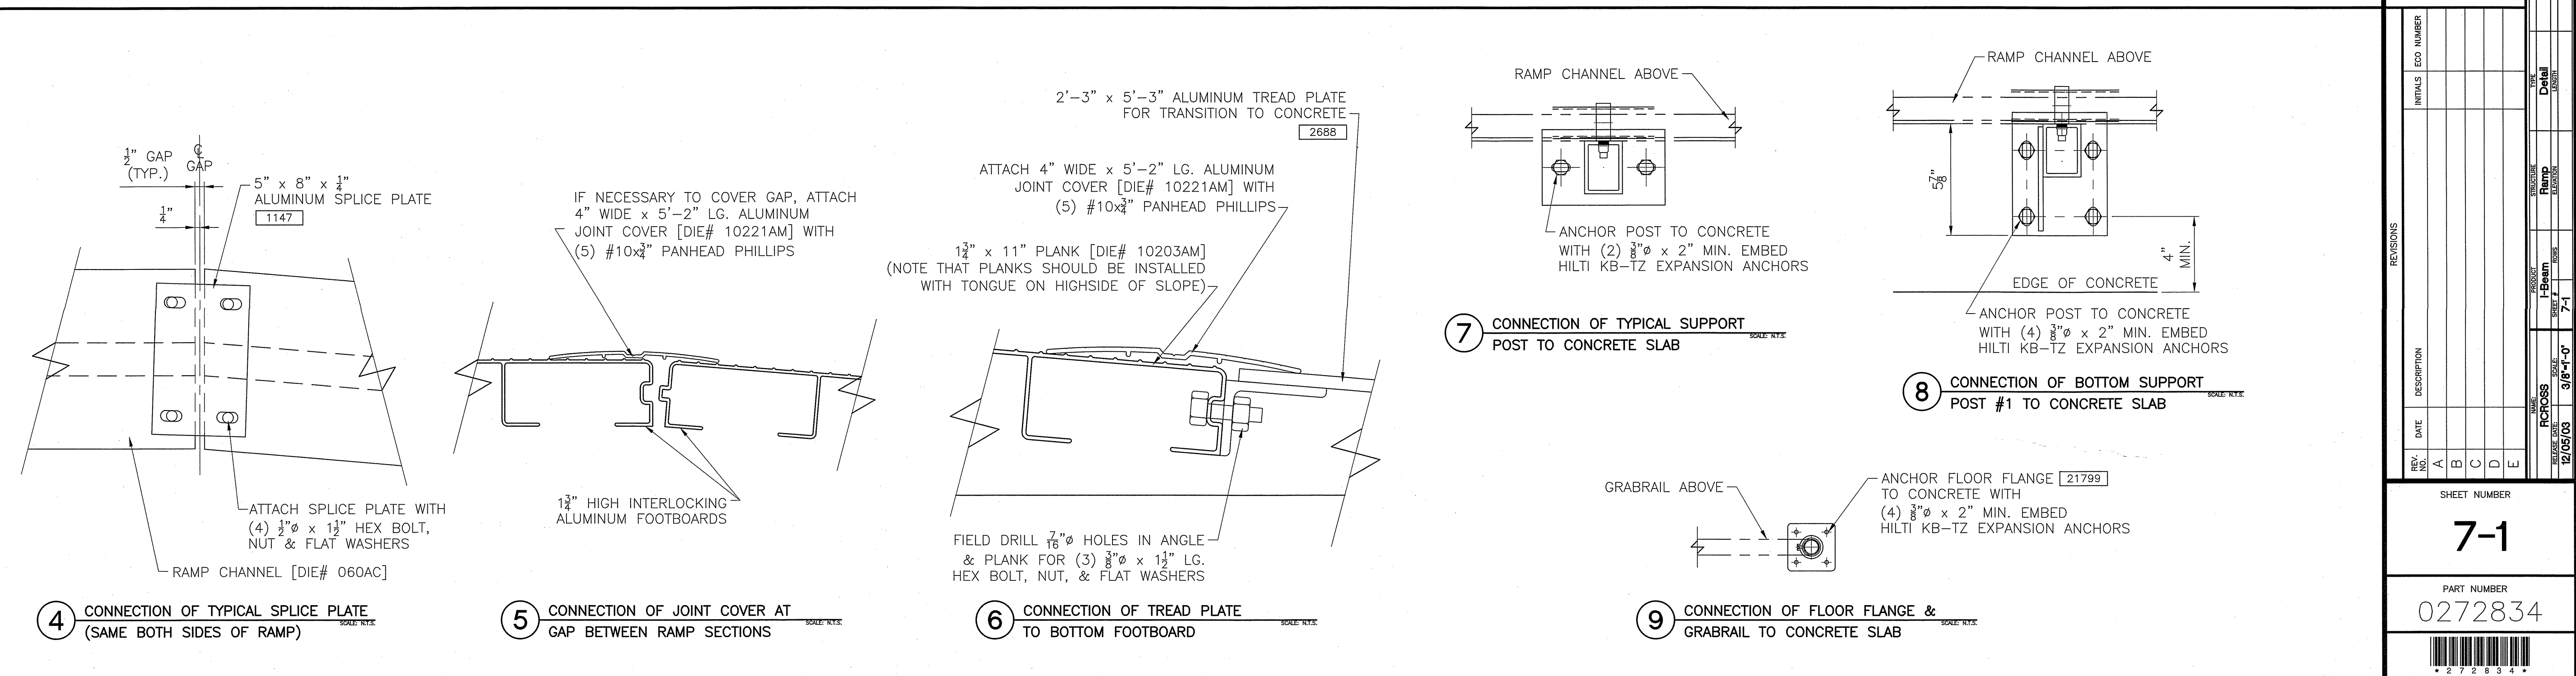 1/2" GAP
(TYP.)
℄
GAP
1/4"
5" x 8" x 1/4"
ALUMINUM SPLICE PLATE
1147
ATTACH SPLICE PLATE WITH
(4) 1/2"ø x 1 1/2" HEX BOLT,
NUT & FLAT WASHERS
RAMP CHANNEL [DIE# 060AC]
4
CONNECTION OF TYPICAL SPLICE PLATE
(SAME BOTH SIDES OF RAMP)
SCALE: N.T.S.
IF NECESSARY TO COVER GAP, ATTACH
4" WIDE x 5'-2" LG. ALUMINUM
JOINT COVER [DIE# 10221AM] WITH
(5) #10x3/4" PANHEAD PHILLIPS
1 3/4" HIGH INTERLOCKING
ALUMINUM FOOTBOARDS
5
CONNECTION OF JOINT COVER AT
GAP BETWEEN RAMP SECTIONS
SCALE: N.T.S.
2'-3" x 5'-3" ALUMINUM TREAD PLATE
FOR TRANSITION TO CONCRETE
2688
ATTACH 4" WIDE x 5'-2" LG. ALUMINUM
JOINT COVER [DIE# 10221AM] WITH
(5) #10x3/4" PANHEAD PHILLIPS
1 3/4" x 11" PLANK [DIE# 10203AM]
(NOTE THAT PLANKS SHOULD BE INSTALLED
WITH TONGUE ON HIGHSIDE OF SLOPE)
FIELD DRILL 7/16"ø HOLES IN ANGLE
& PLANK FOR (3) 3/8"ø x 1 1/2" LG.
HEX BOLT, NUT, & FLAT WASHERS
6
CONNECTION OF TREAD PLATE
TO BOTTOM FOOTBOARD
SCALE: N.T.S.
RAMP CHANNEL ABOVE
ANCHOR POST TO CONCRETE
WITH (2) 3/8"ø x 2" MIN. EMBED
HILTI KB-TZ EXPANSION ANCHORS
7
CONNECTION OF TYPICAL SUPPORT
POST TO CONCRETE SLAB
SCALE: N.T.S.
RAMP CHANNEL ABOVE
5 7/8"
4"
MIN.
EDGE OF CONCRETE
ANCHOR POST TO CONCRETE
WITH (4) 3/8"ø x 2" MIN. EMBED
HILTI KB-TZ EXPANSION ANCHORS
8
CONNECTION OF BOTTOM SUPPORT
POST #1 TO CONCRETE SLAB
SCALE: N.T.S.
GRABRAIL ABOVE
ANCHOR FLOOR FLANGE 21799
TO CONCRETE WITH
(4) 3/8"ø x 2" MIN. EMBED
HILTI KB-TZ EXPANSION ANCHORS
9
CONNECTION OF FLOOR FLANGE &
GRABRAIL TO CONCRETE SLAB
SCALE: N.T.S.
REVISIONS
REV. NO.
DATE
DESCRIPTION
INITIALS
ECO NUMBER
A
B
C
D
E
NAME:
RCROSS
PRODUCT
I-Beam
STRUCTURE
Ramp
TYPE
Detail
RELEASE DATE:
12/05/03
SCALE:
3/8"=1'-0"
SHEET #
7-1
ROWS
ELEVATION
LENGTH
SHEET NUMBER
7-1
PART NUMBER
0272834
* 2 7 2 8 3 4 *